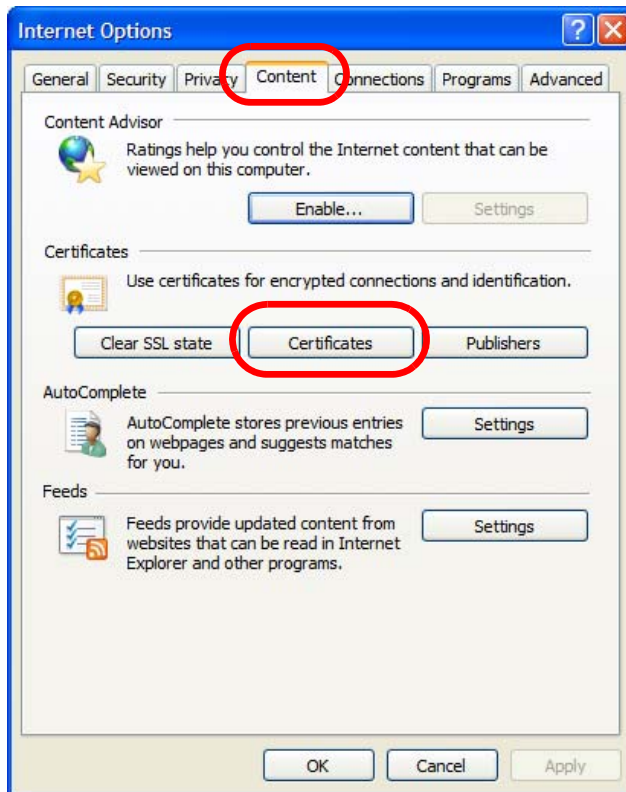 Internet Options
General Security Privacy Content Connections Programs Advanced
Content Advisor
Ratings help you control the Internet content that can be
viewed on this computer.
Enable... Settings
Certificates
Use certificates for encrypted connections and identification.
Clear SSL state Certificates Publishers
AutoComplete
AutoComplete stores previous entries
on webpages and suggests matches
for you.
Settings
Feeds
Feeds provide updated content from
websites that can be read in Internet
Explorer and other programs.
Settings
OK Cancel Apply